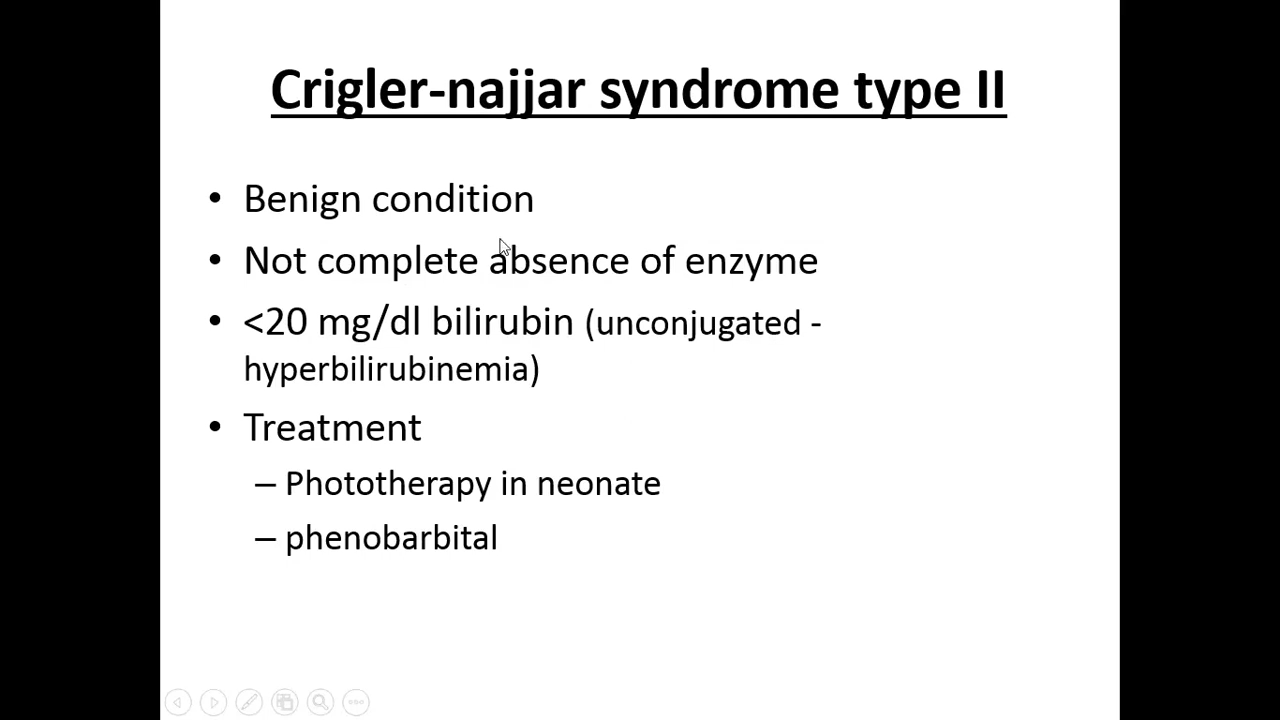 Crigler-najjar syndrome type II
• Benign condition
• Not complete absence of enzyme
• <20 mg/dl bilirubin (unconjugated -
hyperbilirubinemia)
• Treatment
– Phototherapy in neonate
– phenobarbital